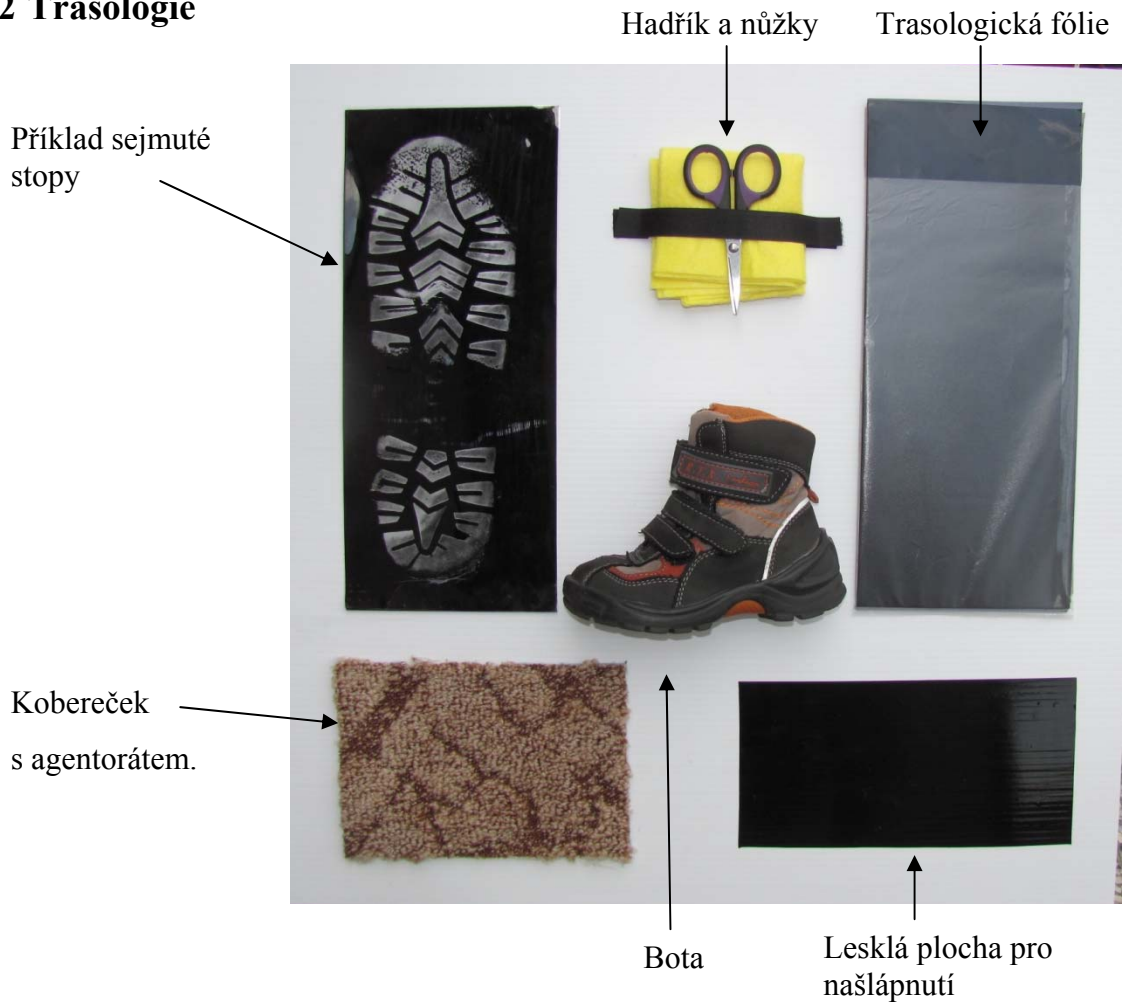 2 Trasologie
Hadřík a nůžky
Trasologická fólie
Příklad sejmuté
stopy
Kobereček
s agentorátem.
Bota
Lesklá plocha pro
našlápnutí